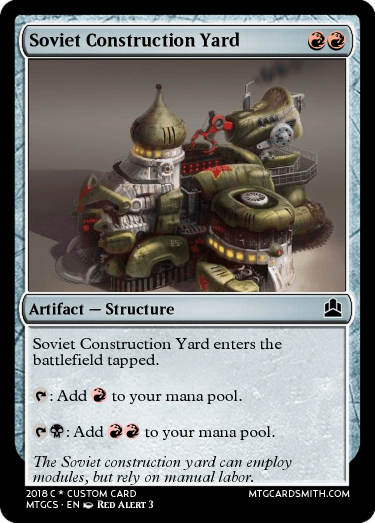 Soviet Construction Yard
Artifact — Structure
Soviet Construction Yard enters the
battlefield tapped.
: Add to your mana pool.
: Add to your mana pool.
The Soviet construction yard can employ
modules, but rely on manual labor.
2018 C * CUSTOM CARD
MTGCARDSMITH.COM
MTGCS · EN RED ALERT 3